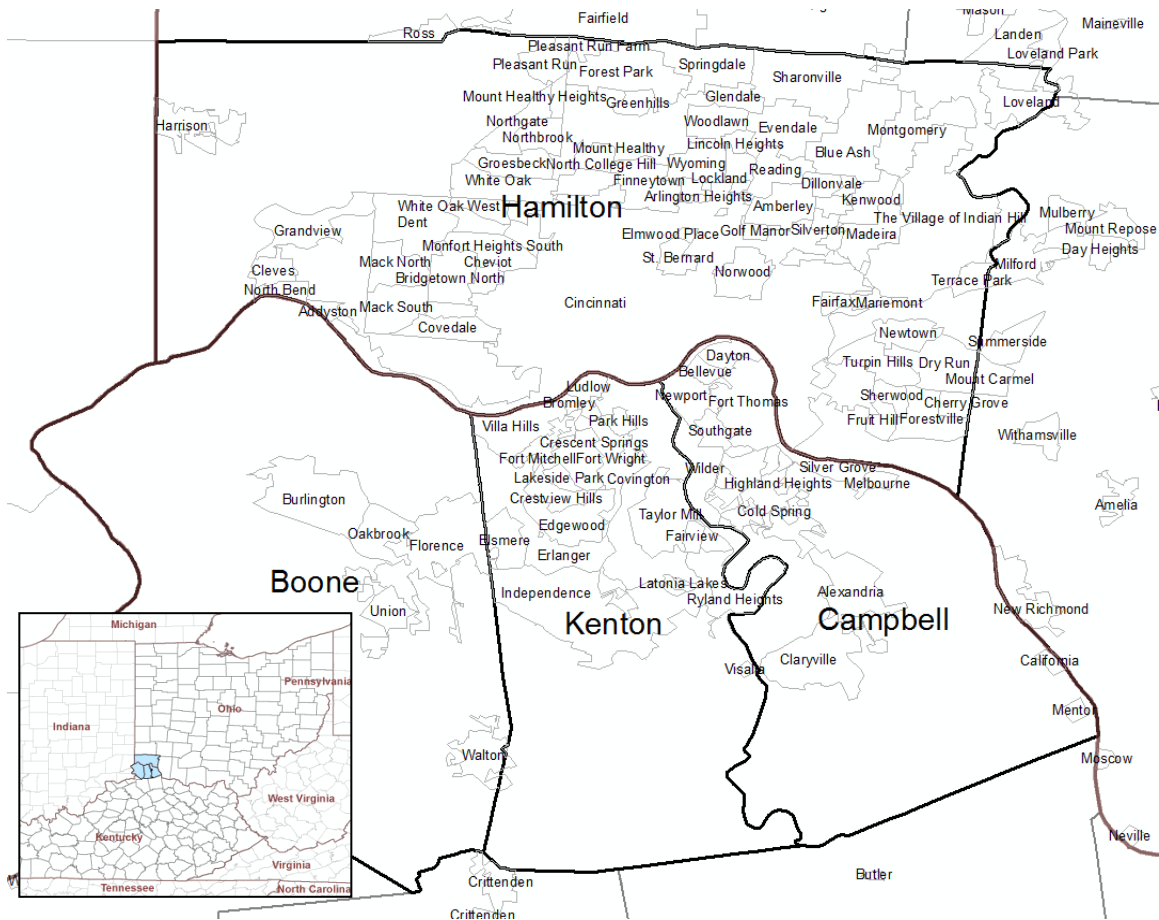 Mason
Fairfield
Maineville
Ross
Landen
Pleasant Run Farm
Loveland Park
Pleasant Run
Forest Park
Springdale
Sharonville
Mount Healthy Heights
Greenhills
Glendale
Loveland
Harrison
Northgate
Woodlawn
Evendale
Montgomery
Northbrook
Mount Healthy
Lincoln Heights
Blue Ash
Groesbeck
North College Hill
Wyoming
Reading
White Oak
Finneytown
Lockland
Dillonvale
Arlington Heights
Kenwood
White Oak West
Hamilton
Amberley
Dent
The Village of Indian Hill
Mulberry
Grandview
Elmwood Place
Golf Manor
Silverton
Madeira
Mount Repose
Monfort Heights South
Day Heights
Mack North
Cheviot
St. Bernard
Cleves
Bridgetown North
Norwood
Milford
North Bend
Terrace Park
Addyston
Mack South
Cincinnati
Fairfax
Mariemont
Covedale
Newtown
Summerside
Dayton
Turpin Hills
Dry Run
Bellevue
Mount Carmel
Ludlow
Newport
Fort Thomas
Sherwood
Cherry Grove
Bromley
Villa Hills
Park Hills
Fruit Hill
Forestville
Southgate
Withamsville
Crescent Springs
Fort Mitchell
Fort Wright
Wilder
Silver Grove
Lakeside Park
Covington
Highland Heights
Melbourne
Burlington
Crestview Hills
Amelia
Taylor Mill
Cold Spring
Oakbrook
Edgewood
Florence
Elsmere
Fairview
Erlanger
Boone
Independence
Latonia Lakes
Alexandria
Ryland Heights
Union
Kenton
Campbell
New Richmond
Visalia
Claryville
California
Mentor
Walton
Moscow
Neville
Crittenden
Butler
Crittenden
Michigan
Pennsylvania
Ohio
Indiana
West Virginia
Kentucky
Virginia
Tennessee
North Carolina